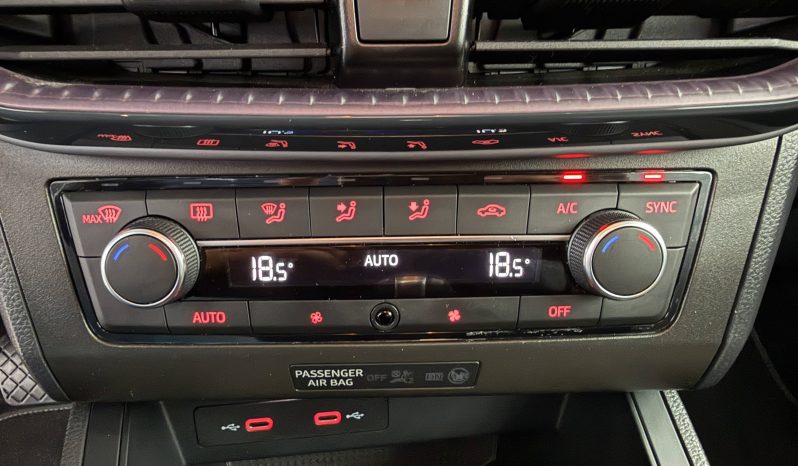 MAX A/C SYNC
18.5° AUTO 18.5°
AUTO OFF
PASSENGER OFF ON
AIR BAG